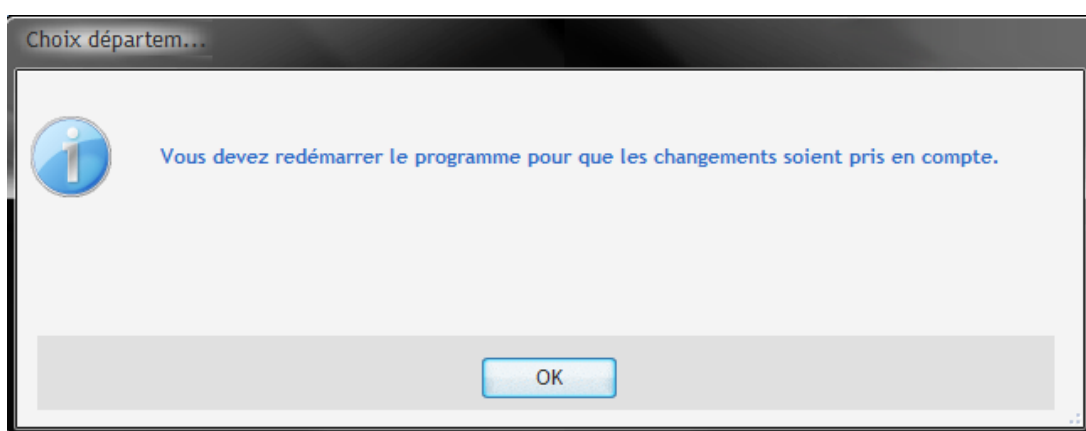 Choix départem...
Vous devez redémarrer le programme pour que les changements soient pris en compte.
OK